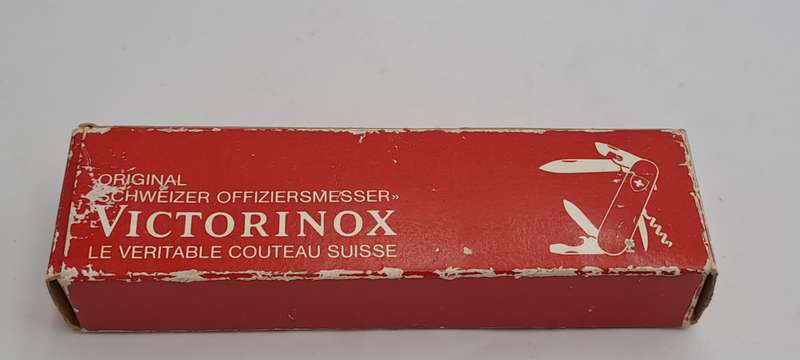 ORIGINAL
SCHWEIZER OFFIZIERSMESSER»
VICTORINOX
LE VERITABLE COUTEAU SUISSE